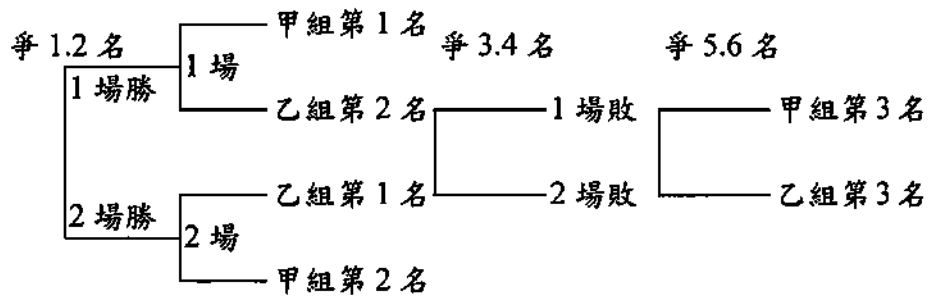 甲組第1名
爭1.2名
爭3.4名
爭5.6名
1場
1場勝
乙組第2名
1場敗
甲組第3名
乙組第1名
2場敗
乙組第3名
2場勝
2場
甲組第2名